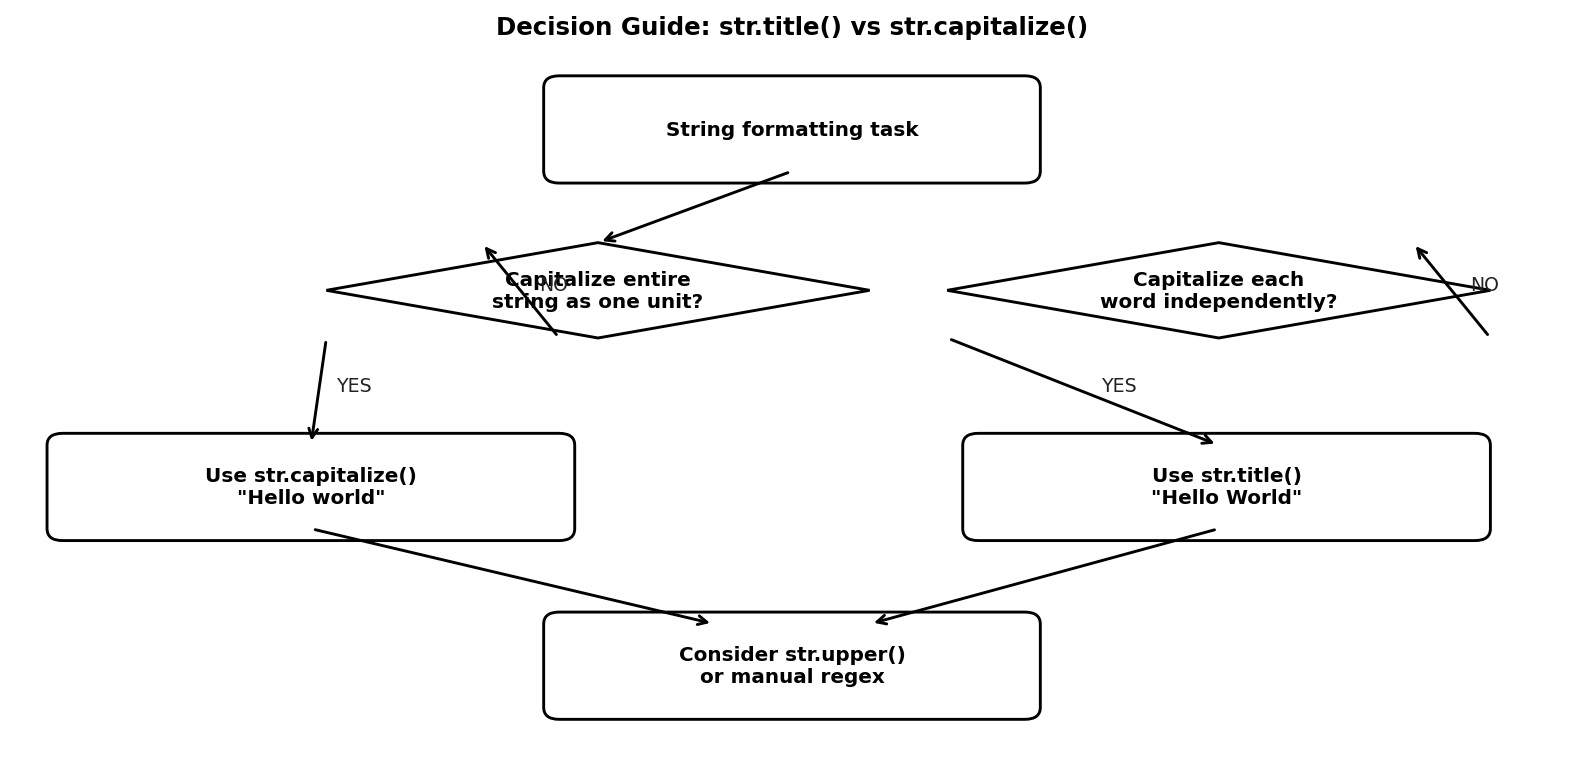 Decision Guide: str.title() vs str.capitalize()
String formatting task
Capitalize entire
string as one unit?
NO
Capitalize each
word independently?
NO
YES
YES
Use str.capitalize()
"Hello world"
Use str.title()
"Hello World"
Consider str.upper()
or manual regex